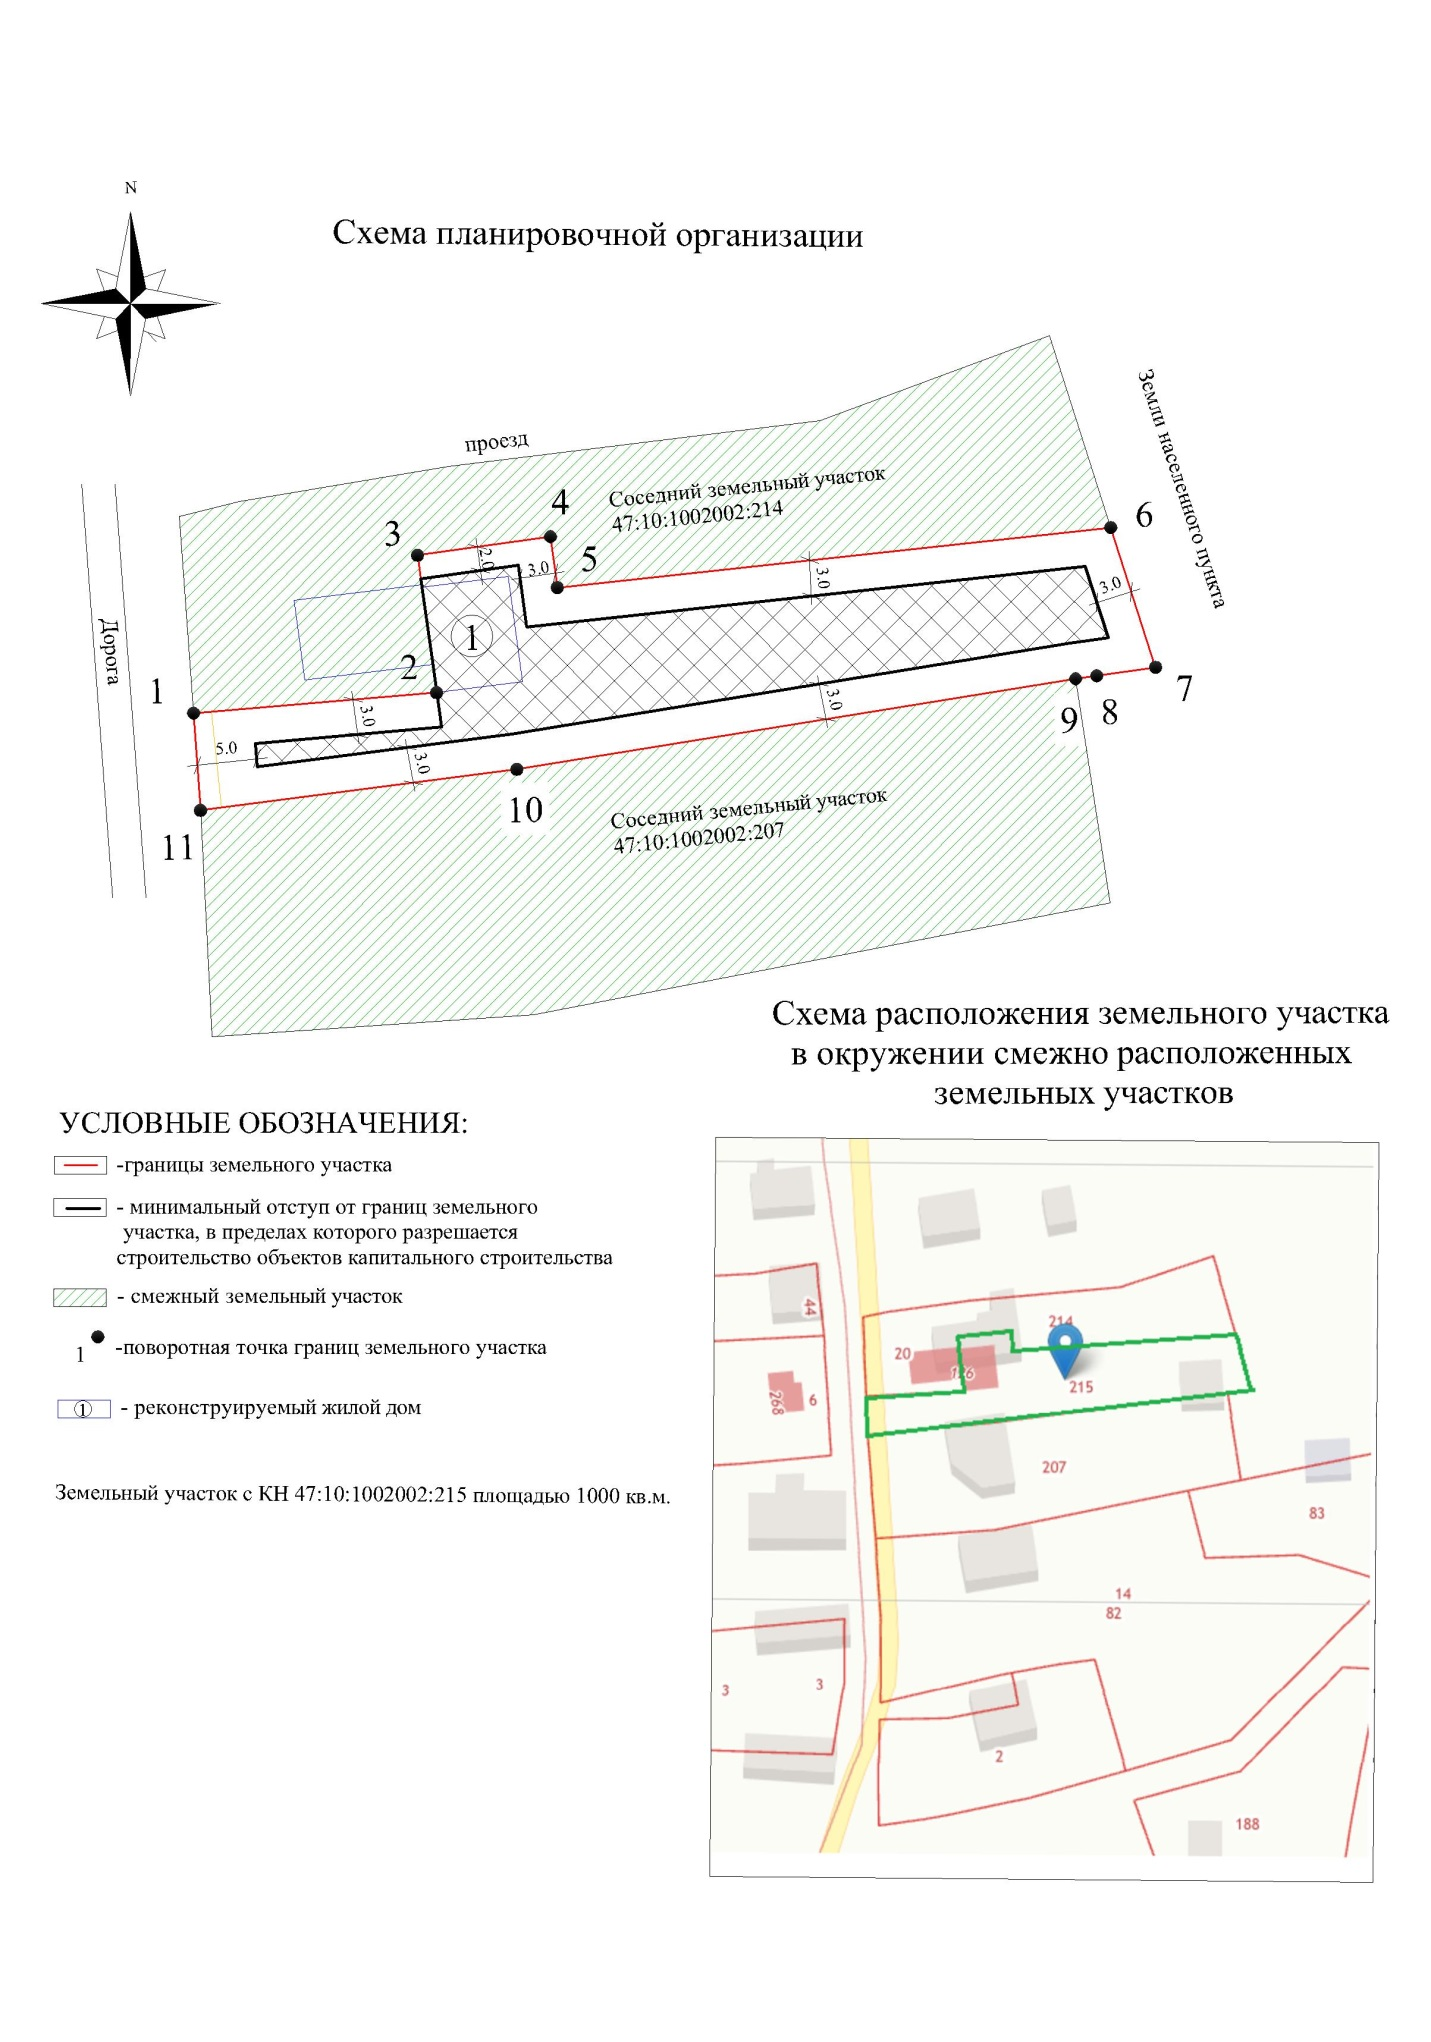 N
Схема планировочной организации
проезд
Земли населенного пункта
Соседний земельный участок
47:10:1002002:214
4
3
5
6
2.0
3.0
3.0
3.0
1
Дорога
2
1
3.0
3.0
5.0
3.0
7
8
9
10
11
Соседний земельный участок
47:10:1002002:207
Схема расположения земельного участка
в окружении смежно расположенных
земельных участков
УСЛОВНЫЕ ОБОЗНАЧЕНИЯ:
-границы земельного участка
- минимальный отступ от границ земельного
участка, в пределах которого разрешается
строительство объектов капитального строительства
- смежный земельный участок
1
-поворотная точка границ земельного участка
1
- реконструируемый жилой дом
Земельный участок с КН 47:10:1002002:215 площадью 1000 кв.м.
44
214
20
215
268
6
207
83
14
82
3
3
2
188